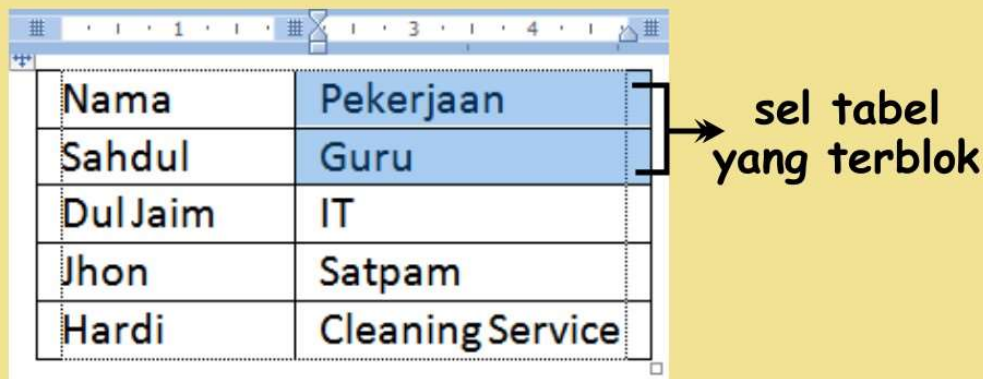 1 3 4
Nama Pekerjaan
Sahdul Guru
Dul Jaim IT
Jhon Satpam
Hardi Cleaning Service
sel tabel
yang terblok